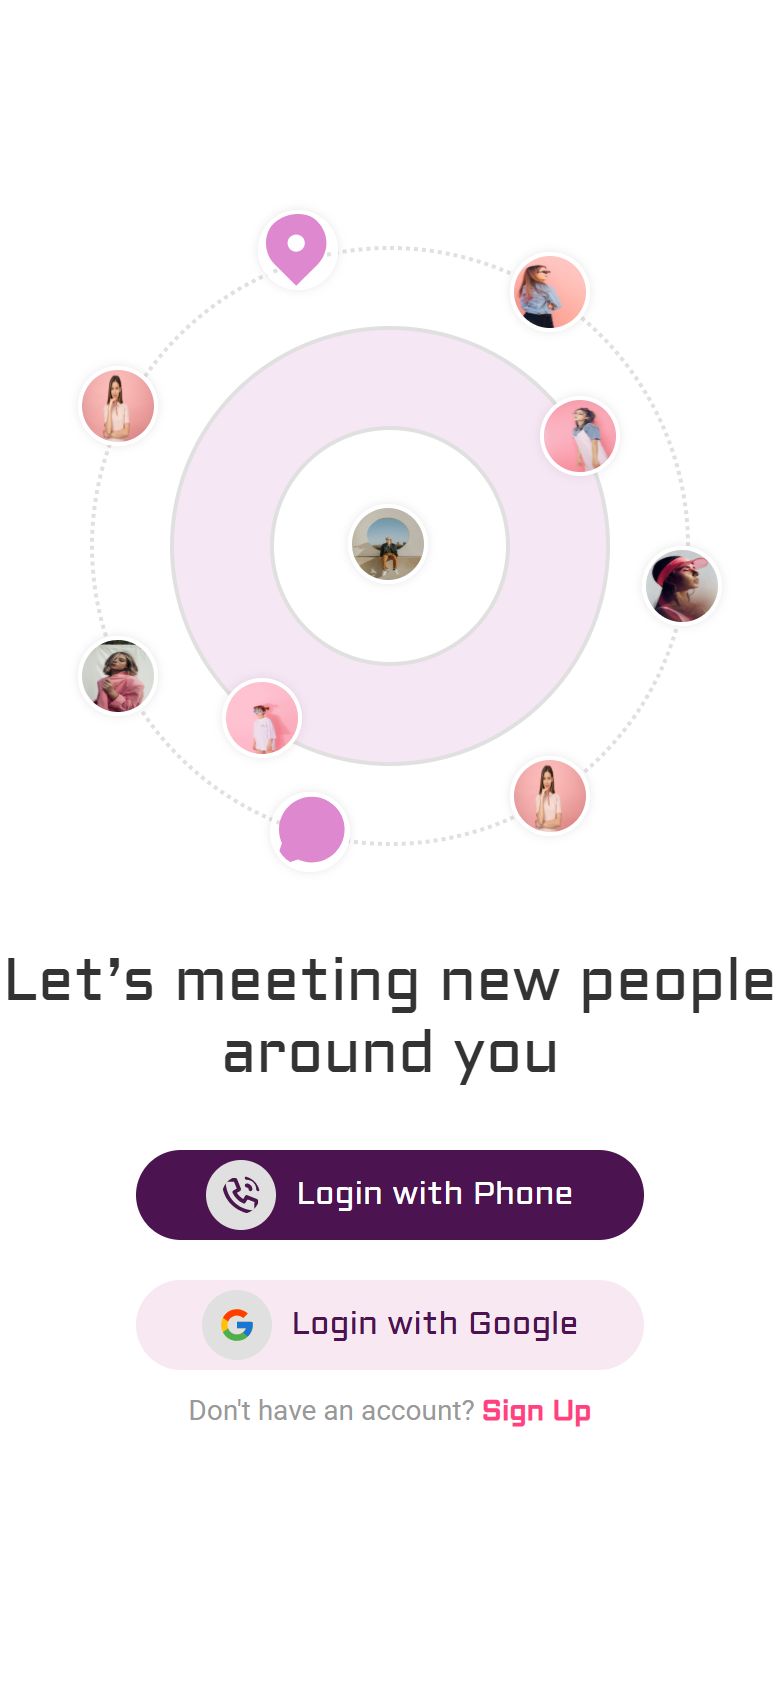 Let’s meeting new people
around you
Login with Phone
Login with Google
Don't have an account? Sign Up